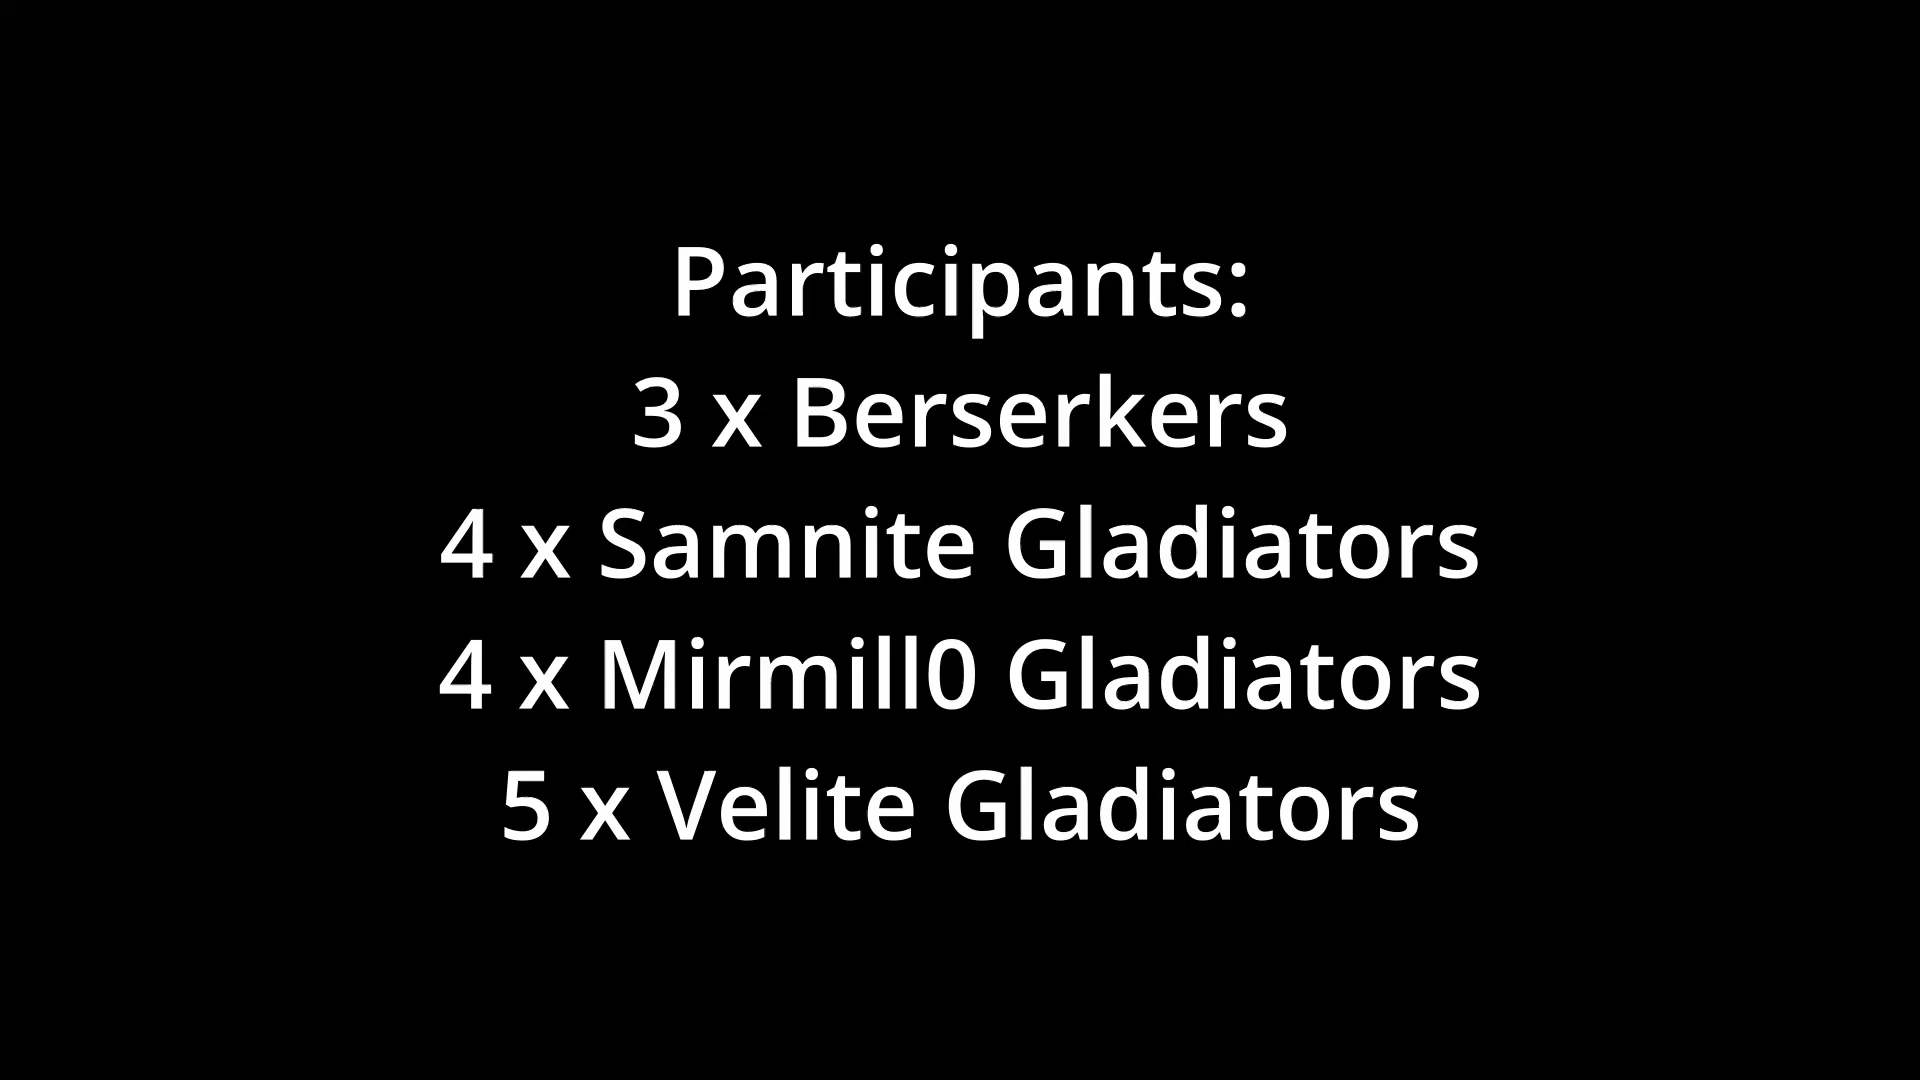 Participants:
3 x Berserkers
4 x Samnite Gladiators
4 x Mirmill0 Gladiators
5 x Velite Gladiators